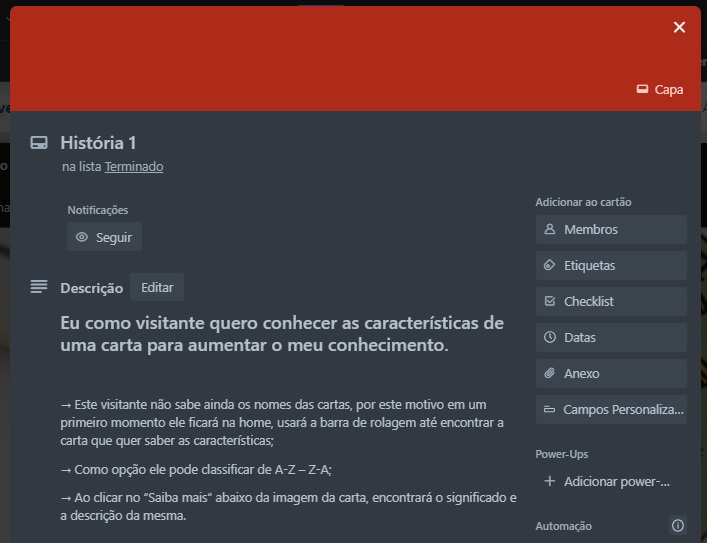 Capa
História 1
na lista Terminado
Notificações
Seguir
Descrição
Editar
Eu como visitante quero conhecer as características de
uma carta para aumentar o meu conhecimento.
→ Este visitante não sabe ainda os nomes das cartas, por este motivo em um
primeiro momento ele ficará na home, usará a barra de rolagem até encontrar a
carta que quer saber as características;
→ Como opção ele pode classificar de A-Z – Z-A;
→ Ao clicar no “Saiba mais” abaixo da imagem da carta, encontrará o significado e
a descrição da mesma.
Adicionar ao cartão
Membros
Etiquetas
Checklist
Datas
Anexo
Campos Personaliza...
Power-Ups
Adicionar power-...
Automação